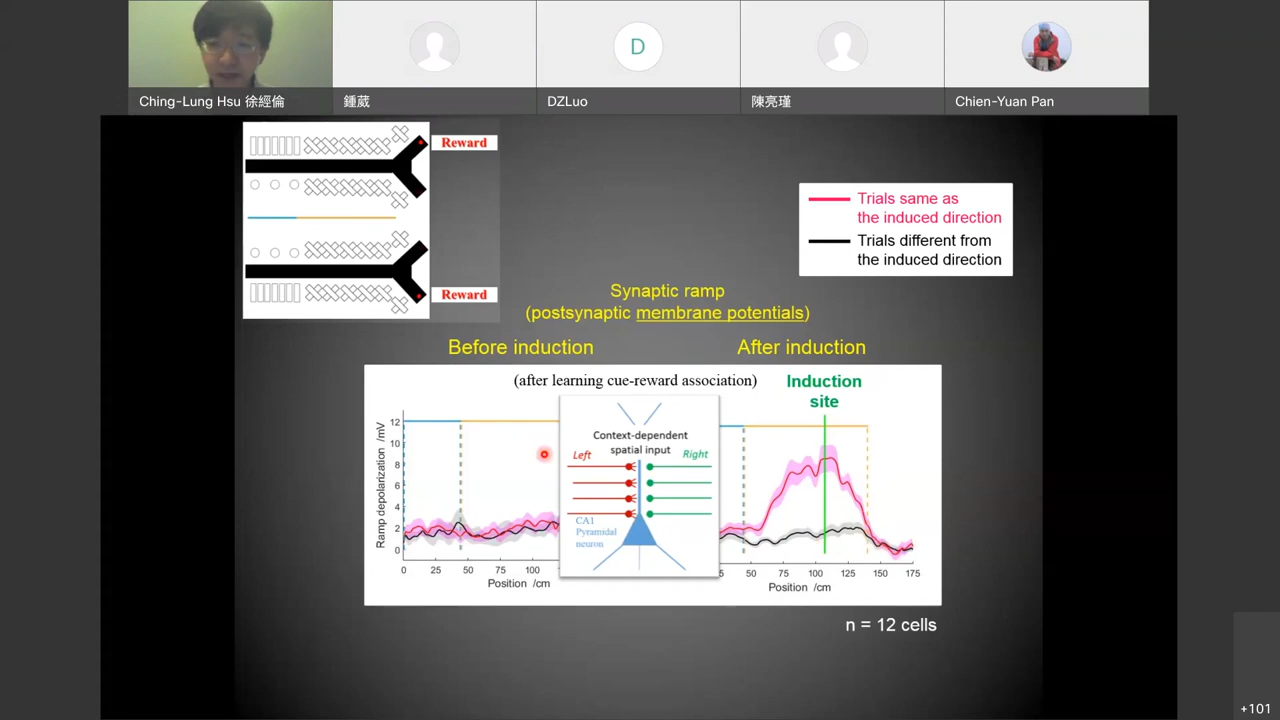 Ching-Lung Hsu 徐經倫
鍾葳
D
DZLuo
陳亮瑾
Chien-Yuan Pan
Reward
Reward
Trials same as
the induced direction
Trials different from
the induced direction
Synaptic ramp
(postsynaptic membrane potentials)
Before induction
After induction
(after learning cue-reward association)
Induction
site
Ramp depolarization /mV
12
10
8
6
4
2
0
0
25
50
75
100
Position /cm
Context-dependent
spatial input
Left
Right
CA1
Pyramidal
neuron
50
75
100
125
150
175
Position /cm
n = 12 cells
+101